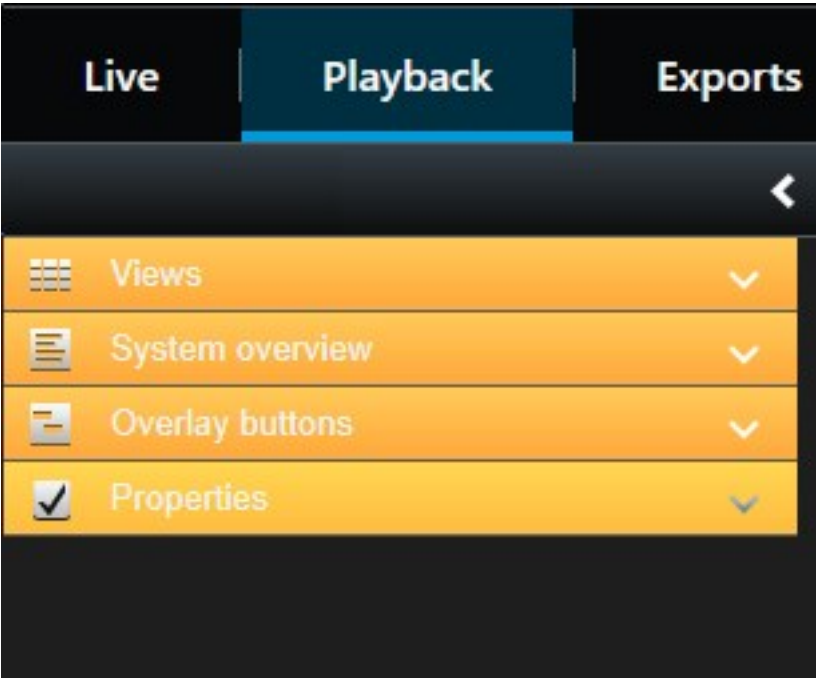 Live Playback Exports
Views
System overview
Overlay buttons
Properties